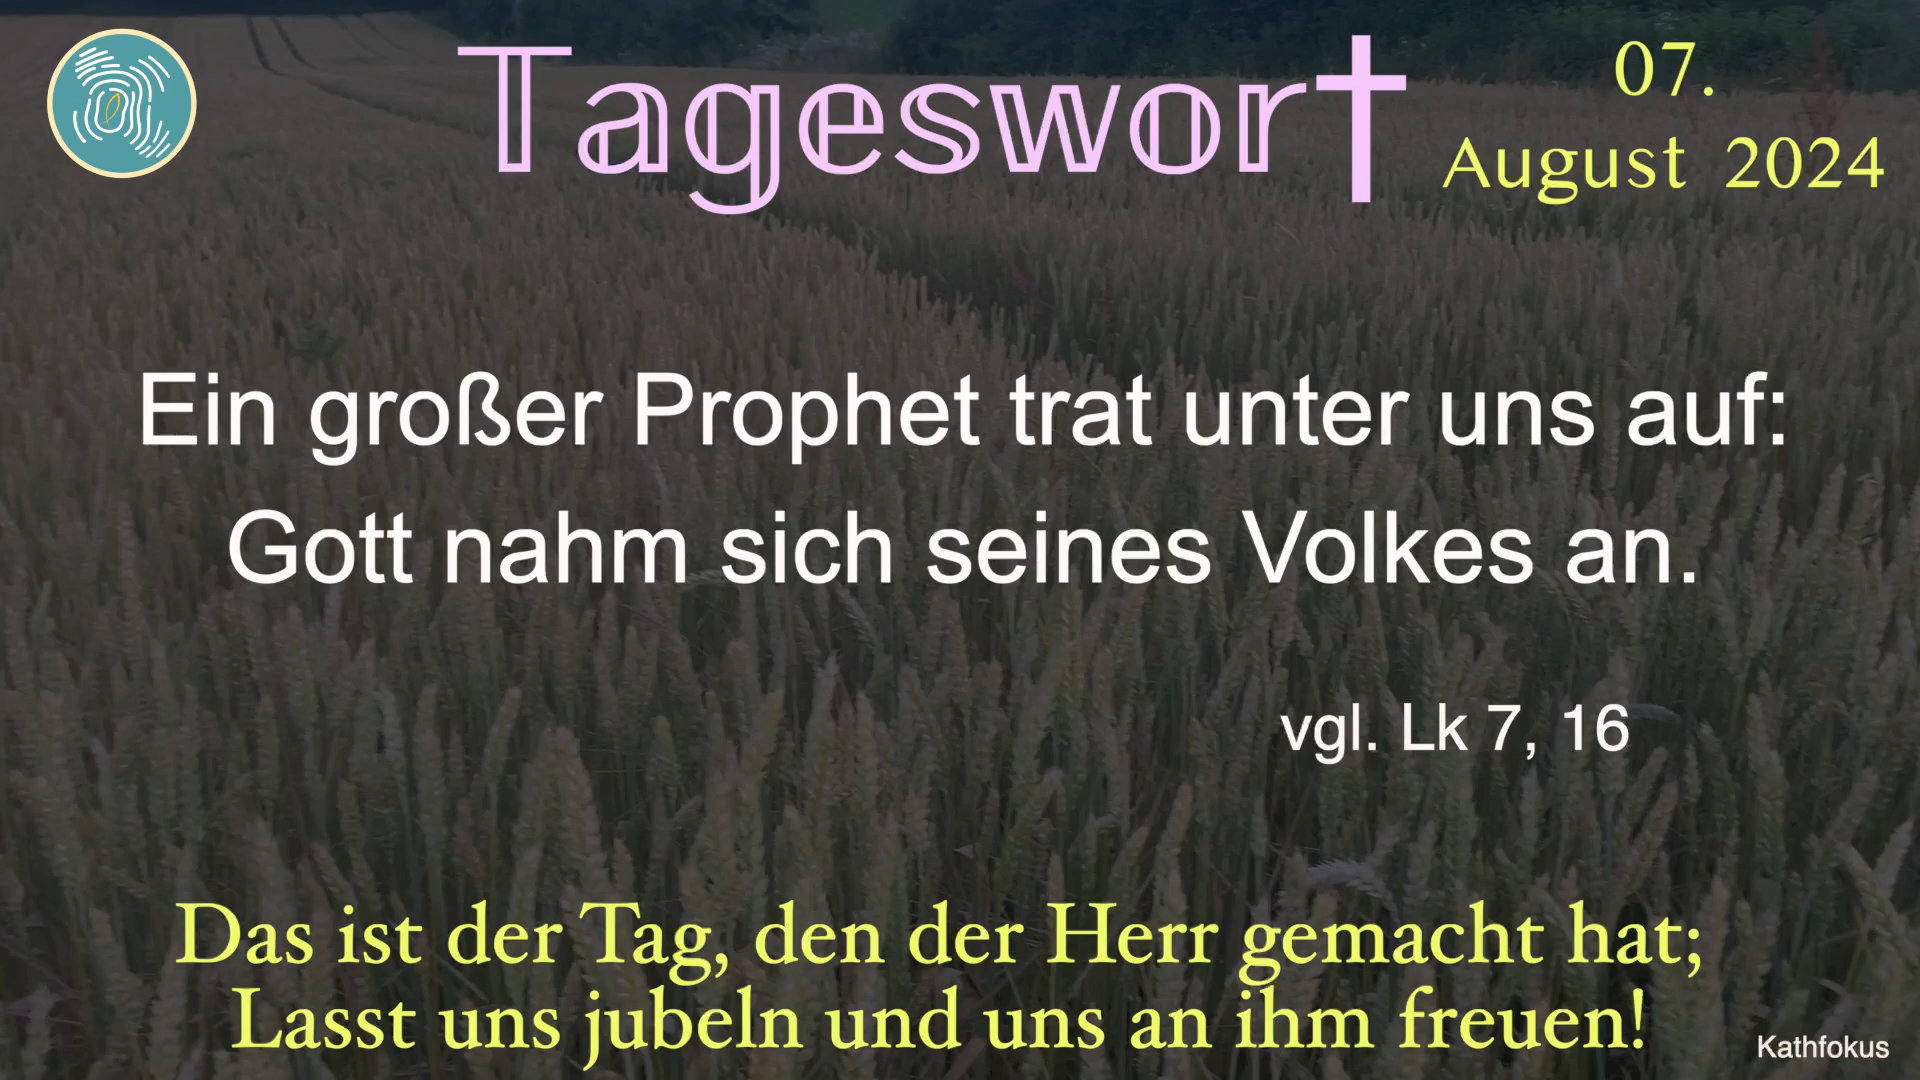 Tageswort
07.
August 2024
Ein großer Prophet trat unter uns auf:
Gott nahm sich seines Volkes an.
vgl. Lk 7, 16
Das ist der Tag, den der Herr gemacht hat;
Lasst uns jubeln und uns an ihm freuen!
Kathfokus